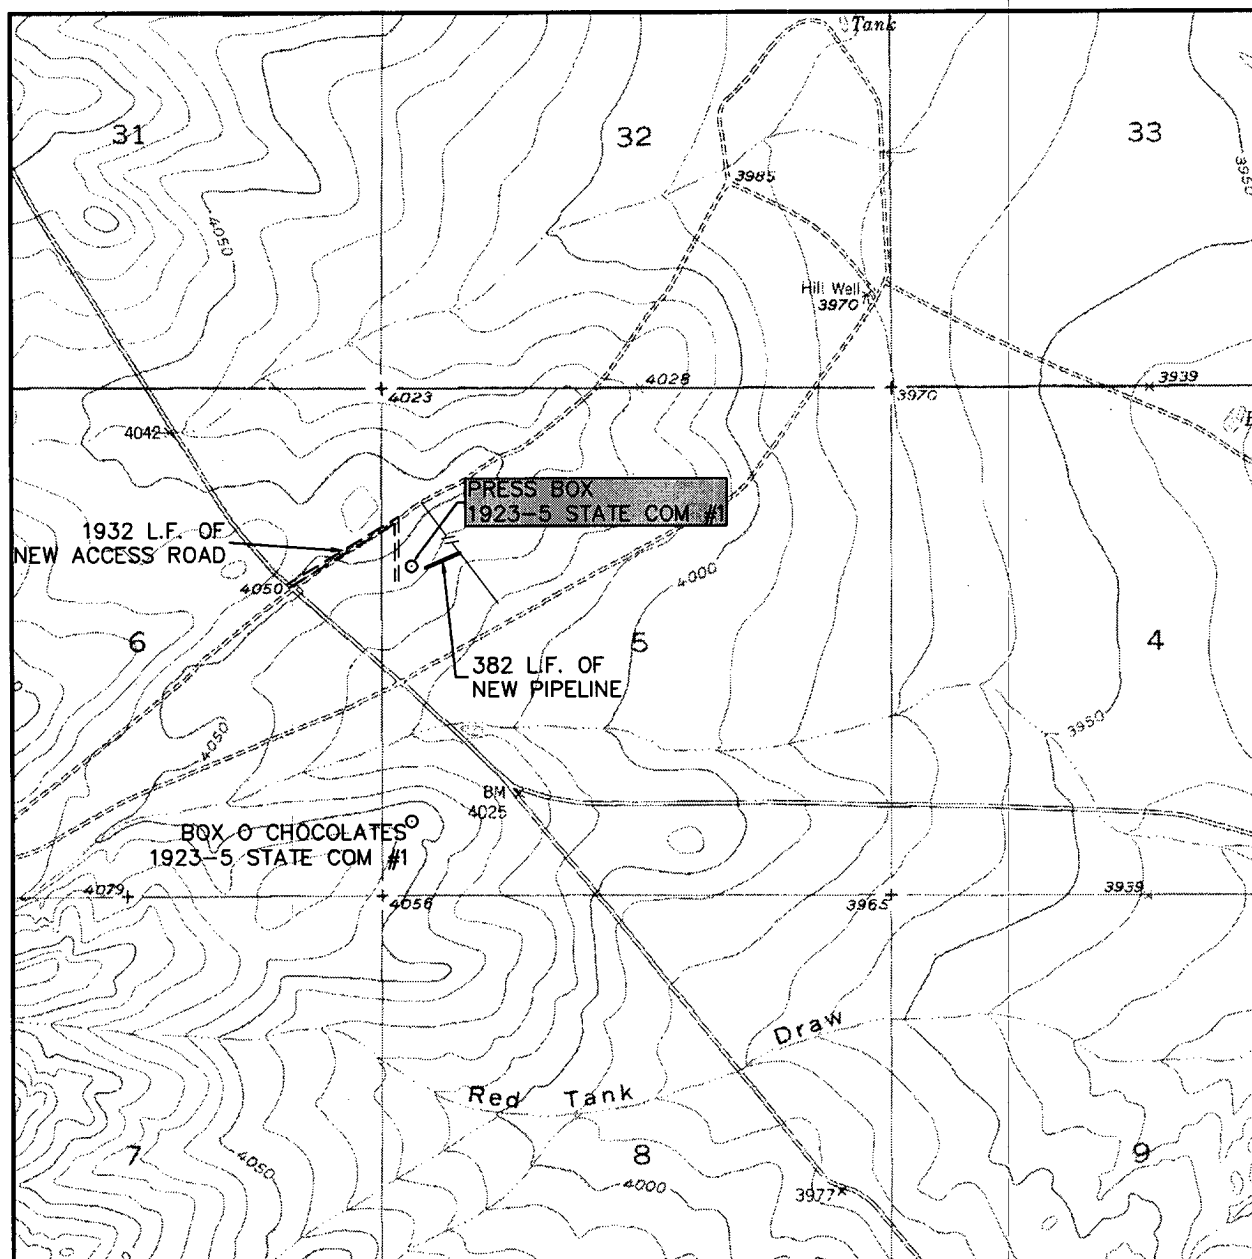 Tank
31
32
33
3985
3950
4050
Hill Well
3970
4023
4028
3970
3939
4042
PRESS BOX
1923-5 STATE COM #1
1932 L.F. OF
NEW ACCESS ROAD
4050
4000
6
5
4
382 L.F. OF
NEW PIPELINE
4050
3950
BM
4025
BOX O CHOCOLATES
1923-5 STATE COM #1
4079
4056
3965
3939
Draw
Red Tank
7
8
9
4050
4000
3977